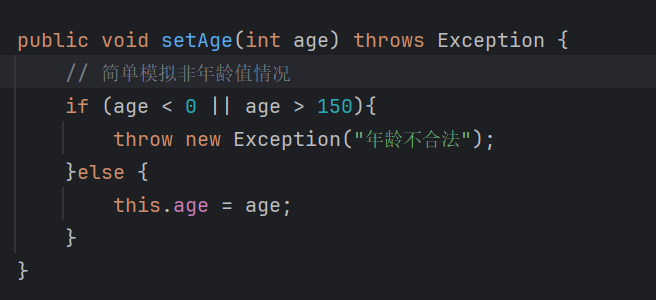 public void setAge(int age) throws Exception {
    // 简单模拟非年龄值情况
    if (age < 0 || age > 150){
        throw new Exception("年龄不合法");
    }else {
        this.age = age;
    }
}